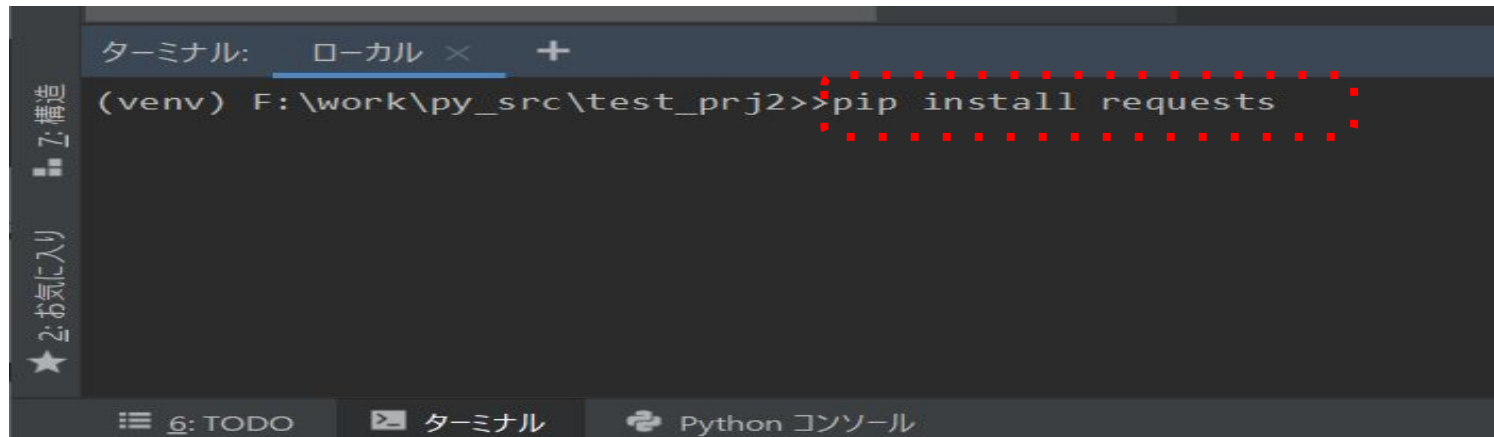 ターミナル: ローカル × +
(venv) F:\work\py_src\test_prj2>>pip install requests
7: 構造
2: お気に入り
6: TODO ターミナル Python コンソール